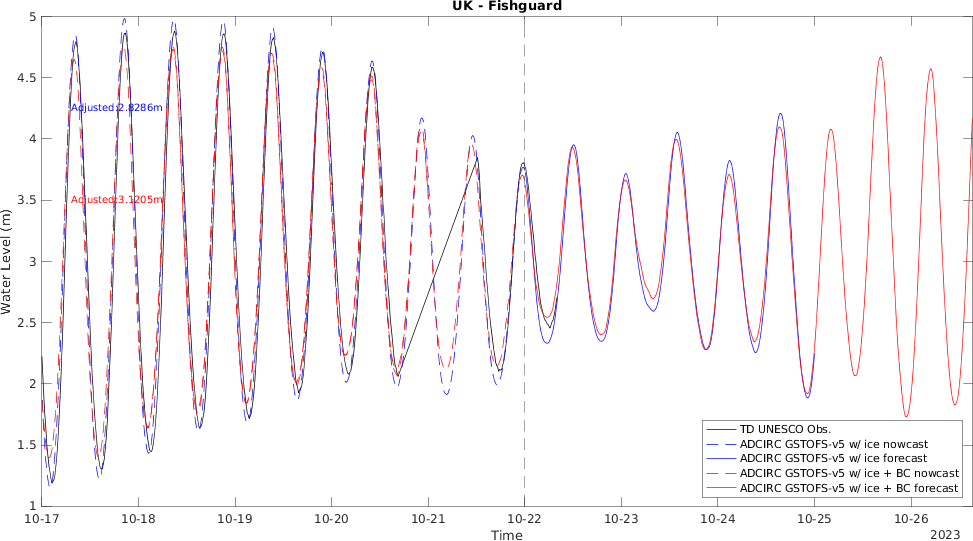 UK - Fishguard
5
4.5
4
3.5
3
2.5
2
1.5
1
Water Level (m)
Adjusted:2.8286m
Adjusted:3.1205m
TD UNESCO Obs.
ADCIRC GSTOFS-v5 w/ ice nowcast
ADCIRC GSTOFS-v5 w/ ice forecast
ADCIRC GSTOFS-v5 w/ ice + BC nowcast
ADCIRC GSTOFS-v5 w/ ice + BC forecast
10-17 10-18 10-19 10-20 10-21 10-22 10-23 10-24 10-25 10-26
Time
2023